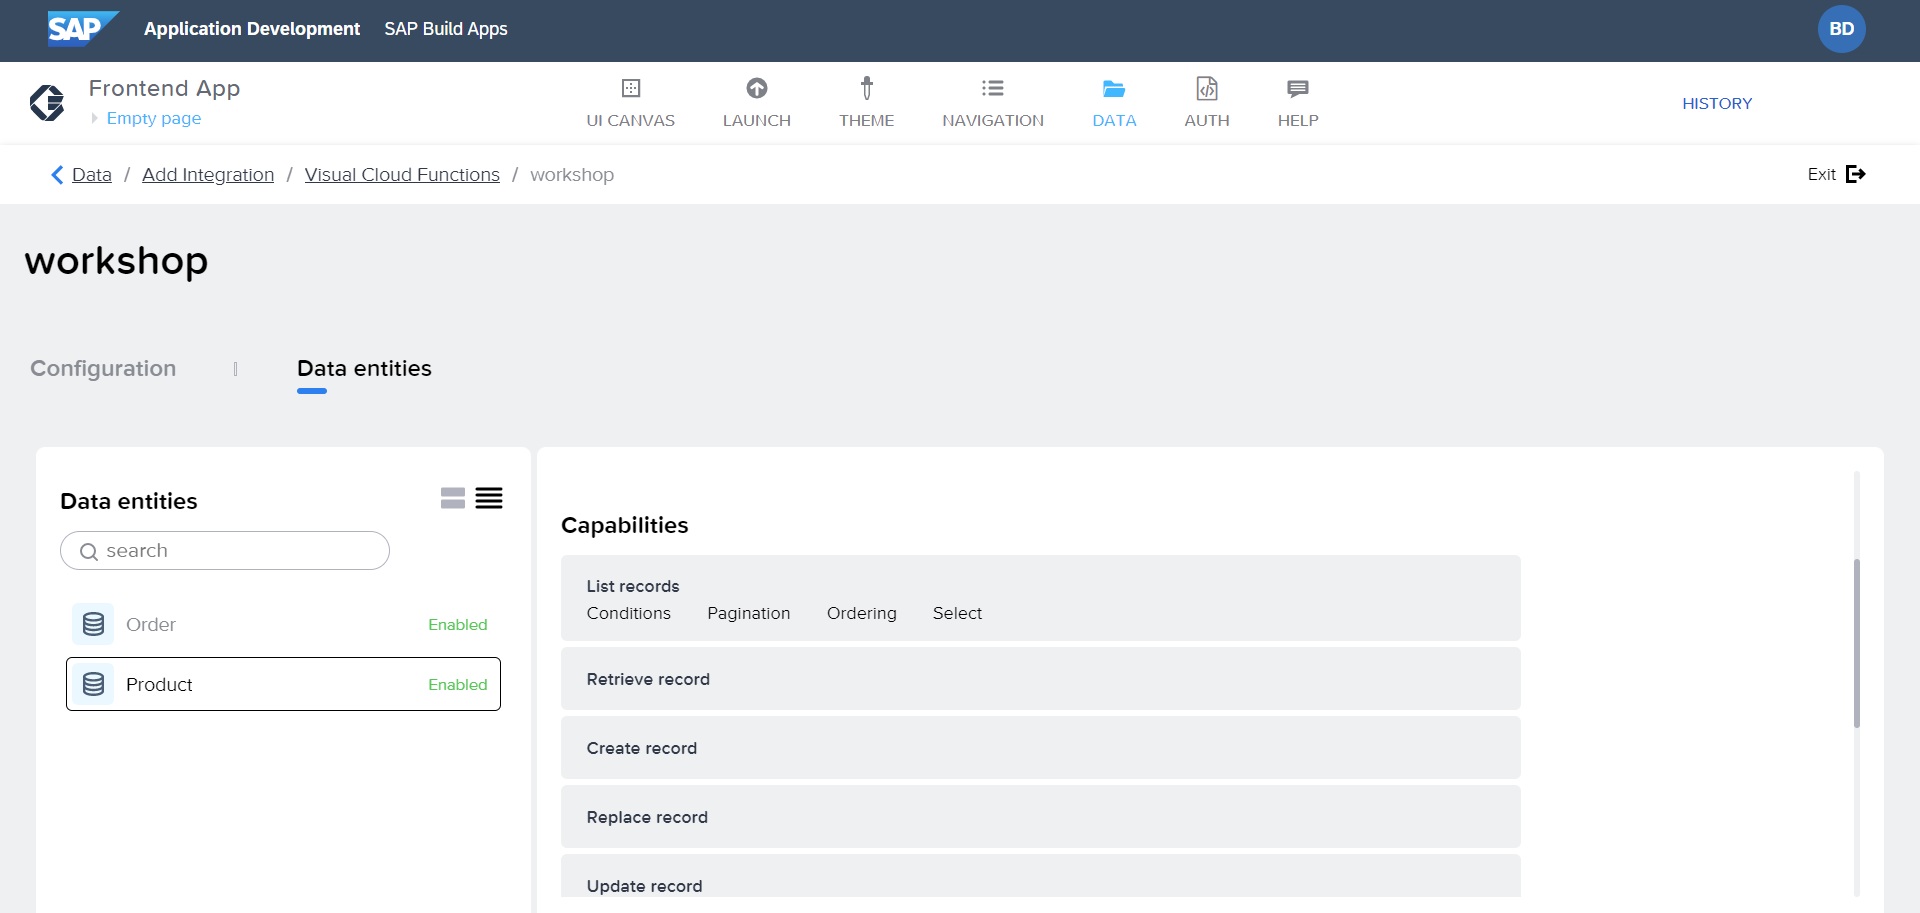 SAP Application Development SAP Build Apps BD
Frontend App
Empty page
UI CANVAS LAUNCH THEME NAVIGATION DATA AUTH HELP
HISTORY
Data / Add Integration / Visual Cloud Functions / workshop
Exit
workshop
Configuration
Data entities
Data entities
search
Order Enabled
Product Enabled
Capabilities
List records
Conditions Pagination Ordering Select
Retrieve record
Create record
Replace record
Update record